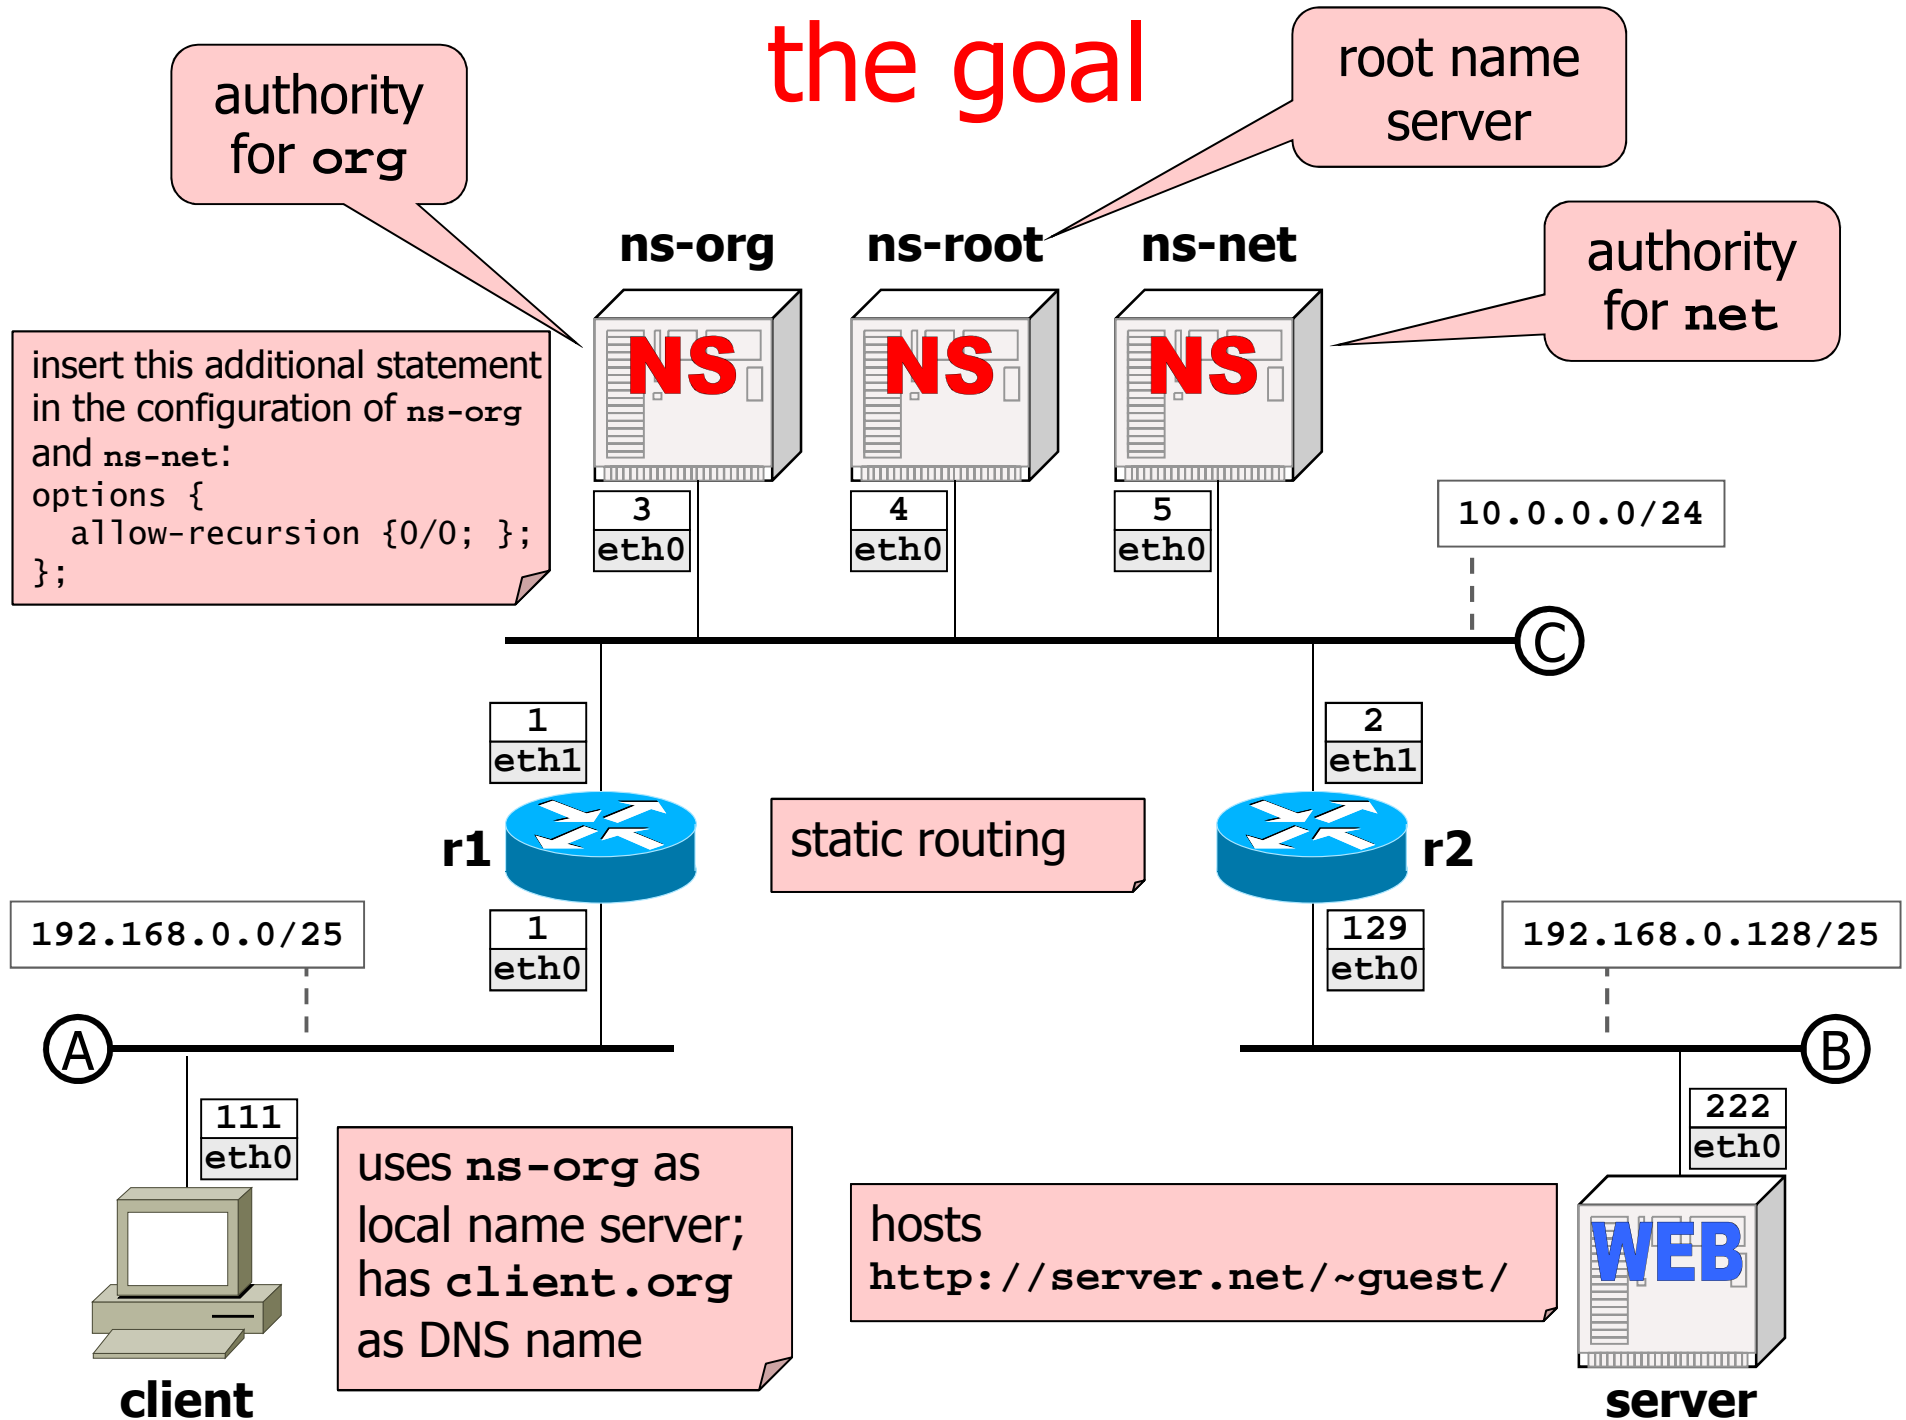 the goal
authority
for org
root name
server
authority
for net
ns-org
ns-root
ns-net
NS
NS
NS
insert this additional statement
in the configuration of ns-org
and ns-net:
options {
allow-recursion {0/0; };
};
3
eth0
4
eth0
5
eth0
10.0.0.0/24
C
1
eth1
2
eth1
r1
static routing
r2
192.168.0.0/25
1
eth0
129
eth0
192.168.0.128/25
A
B
111
eth0
222
eth0
uses ns-org as
local name server;
has client.org
as DNS name
hosts
http://server.net/~guest/
WEB
client
server